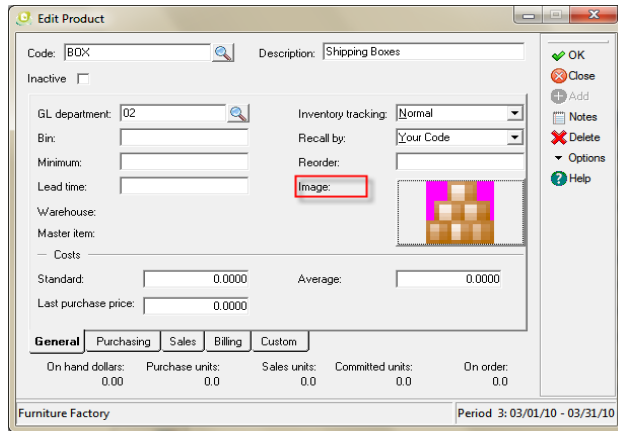 Edit Product
Code: BOX Description: Shipping Boxes
Inactive
GL department: 02 Inventory tracking: Normal
Bin: Recall by: Your Code
Minimum: Reorder:
Lead time: Image:
Warehouse:
Master item:
Costs
Standard: 0.0000 Average: 0.0000
Last purchase price: 0.0000
General Purchasing Sales Billing Custom
On hand dollars: Purchase units: Sales units: Committed units: On order:
0.00 0.0 0.0 0.0 0.0
Furniture Factory Period 3: 03/01/10 - 03/31/10
OK
Close
Add
Notes
Delete
Options
Help